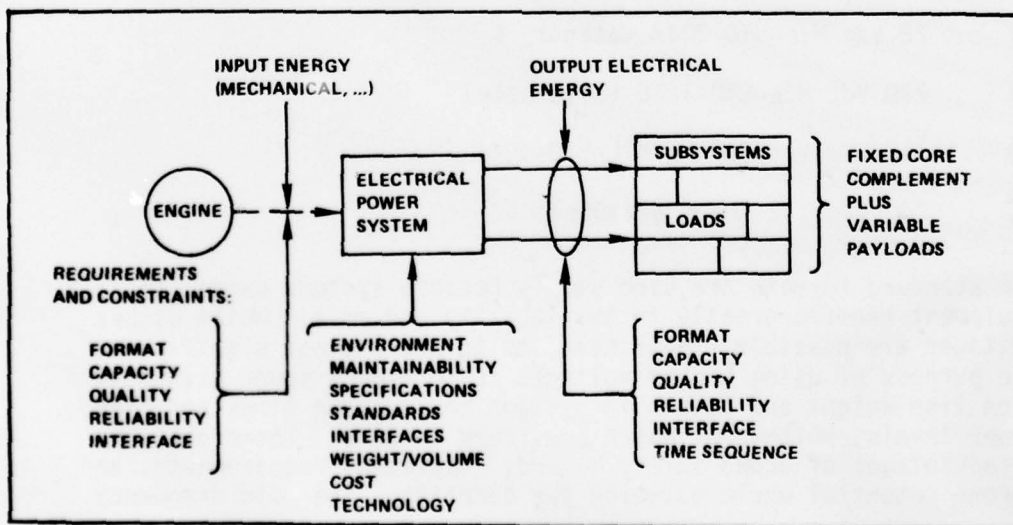 INPUT ENERGY
(MECHANICAL, ...)
OUTPUT ELECTRICAL
ENERGY
ENGINE
ELECTRICAL
POWER
SYSTEM
SUBSYSTEMS
LOADS
FIXED CORE
COMPLEMENT
PLUS
VARIABLE
PAYLOADS
REQUIREMENTS
AND CONSTRAINTS:
FORMAT
CAPACITY
QUALITY
RELIABILITY
INTERFACE
ENVIRONMENT
MAINTAINABILITY
SPECIFICATIONS
STANDARDS
INTERFACES
WEIGHT/VOLUME
COST
TECHNOLOGY
FORMAT
CAPACITY
QUALITY
RELIABILITY
INTERFACE
TIME SEQUENCE